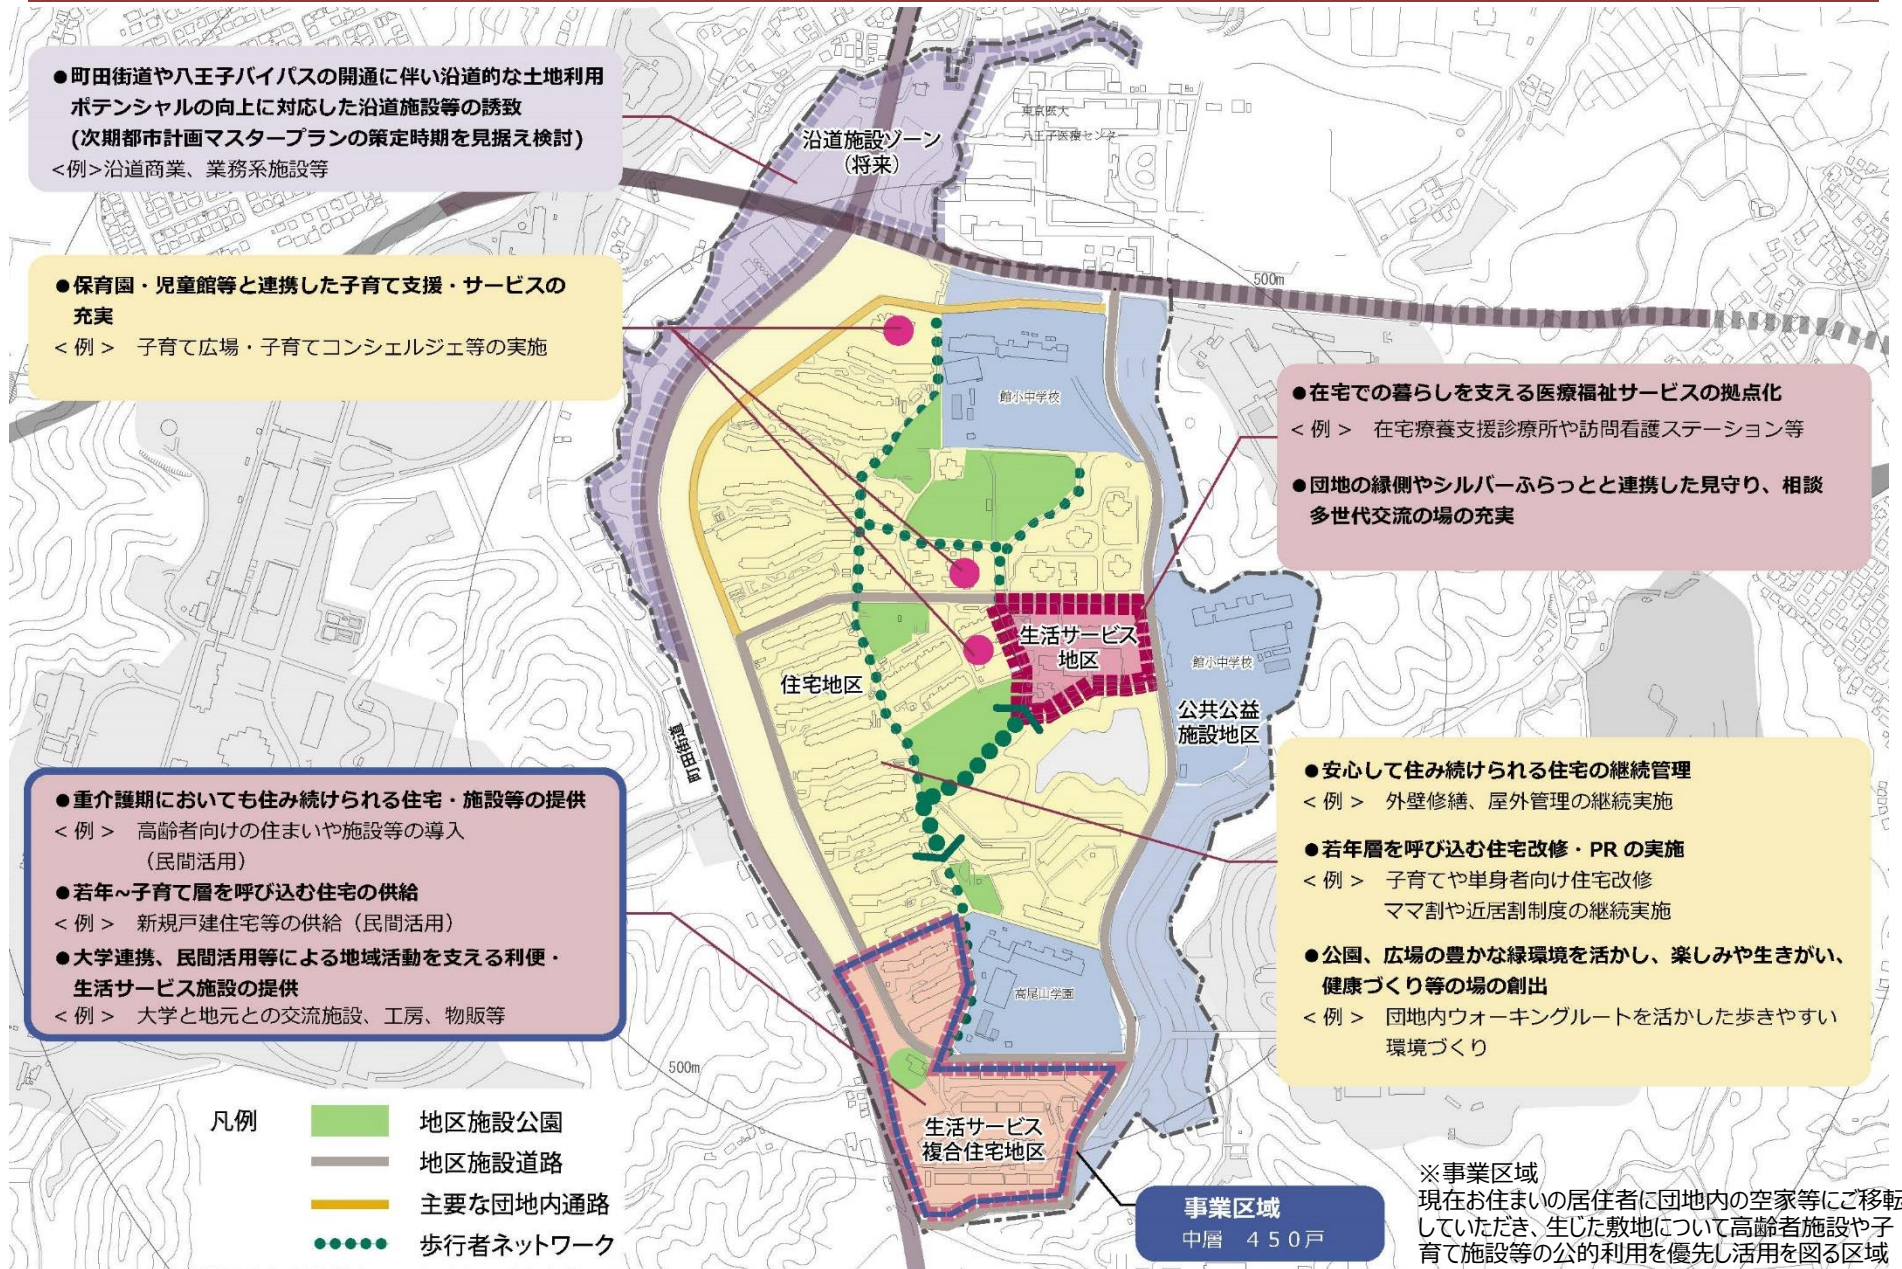 ●町田街道や八王子バイパスの開通に伴い沿道的な土地利用
ポテンシャルの向上に対応した沿道施設等の誘致
(次期都市計画マスタープランの策定時期を見据え検討)
<例>沿道商業、業務系施設等
●保育園・児童館等と連携した子育て支援・サービスの
充実
< 例 >　子育て広場・子育てコンシェルジェ等の実施
沿道施設ゾーン
（将来）
東京医大
八王子医療センター
500m
館小中学校
●在宅での暮らしを支える医療福祉サービスの拠点化
< 例 >　在宅療養支援診療所や訪問看護ステーション等
●団地の縁側やシルバーふらっとと連携した見守り、相談
多世代交流の場の充実
生活サービス
地区
館小中学校
住宅地区
公共公益
施設地区
町田街道
●重介護期においても住み続けられる住宅・施設等の提供
< 例 >　高齢者向けの住まいや施設等の導入
（民間活用）
●若年~子育て層を呼び込む住宅の供給
< 例 >　新規戸建住宅等の供給（民間活用）
●大学連携、民間活用等による地域活動を支える利便・
生活サービス施設の提供
< 例 >　大学と地元との交流施設、工房、物販等
●安心して住み続けられる住宅の継続管理
< 例 >　外壁修繕、屋外管理の継続実施
●若年層を呼び込む住宅改修・PR の実施
< 例 >　子育てや単身者向け住宅改修
ママ割や近居割制度の継続実施
●公園、広場の豊かな緑環境を活かし、楽しみや生きがい、
健康づくり等の場の創出
< 例 >　団地内ウォーキングルートを活かした歩きやすい
環境づくり
高尾山学園
500m
生活サービス
複合住宅地区
凡例
地区施設公園
地区施設道路
主要な団地内通路
歩行者ネットワーク
事業区域
中層　４５０戸
※事業区域
現在お住まいの居住者に団地内の空家等にご移転
していただき、生じた敷地について高齢者施設や子
育て施設等の公的利用を優先し活用を図る区域